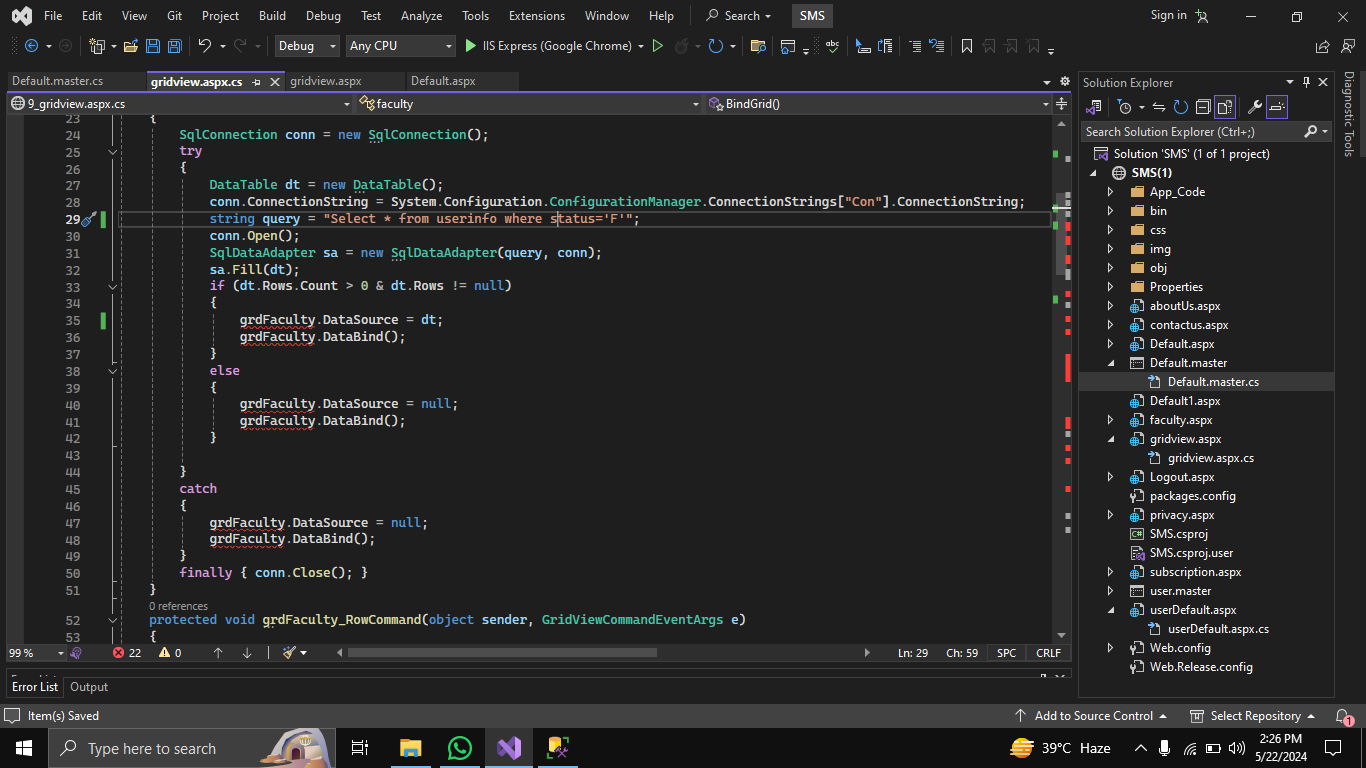 File Edit View Git Project Build Debug Test Analyze Tools Extensions Window Help Search SMS Sign in
Debug Any CPU IIS Express (Google Chrome)
Default.master.cs gridview.aspx.cs gridview.aspx Default.aspx
9_gridview.aspx.cs faculty BindGrid()
23 {
24 SqlConnection conn = new SqlConnection();
25 try
26 {
27 DataTable dt = new DataTable();
28 conn.ConnectionString = System.Configuration.ConfigurationManager.ConnectionStrings["Con"].ConnectionString;
29 string query = "Select * from userinfo where status='F'";
30 conn.Open();
31 SqlDataAdapter sa = new SqlDataAdapter(query, conn);
32 sa.Fill(dt);
33 if (dt.Rows.Count > 0 & dt.Rows != null)
34 {
35 grdFaculty.DataSource = dt;
36 grdFaculty.DataBind();
37 }
38 else
39 {
40 grdFaculty.DataSource = null;
41 grdFaculty.DataBind();
42 }
43
44 }
45 catch
46 {
47 grdFaculty.DataSource = null;
48 grdFaculty.DataBind();
49 }
50 finally { conn.Close(); }
51 }
0 references
52 protected void grdFaculty_RowCommand(object sender, GridViewCommandEventArgs e)
53 {
99 % 22 0 Ln: 29 Ch: 59 SPC CRLF
Error List Output
Solution Explorer
Search Solution Explorer (Ctrl+;)
Solution 'SMS' (1 of 1 project)
SMS(1)
App_Code
bin
css
img
obj
Properties
aboutUs.aspx
contactus.aspx
Default.aspx
Default.master
Default.master.cs
Default1.aspx
faculty.aspx
gridview.aspx
gridview.aspx.cs
Logout.aspx
packages.config
privacy.aspx
SMS.csproj
SMS.csproj.user
subscription.aspx
user.master
userDefault.aspx
userDefault.aspx.cs
Web.config
Web.Release.config
Diagnostic Tools
Item(s) Saved Add to Source Control Select Repository 1
Type here to search 39°C Haze 2:26 PM
5/22/2024